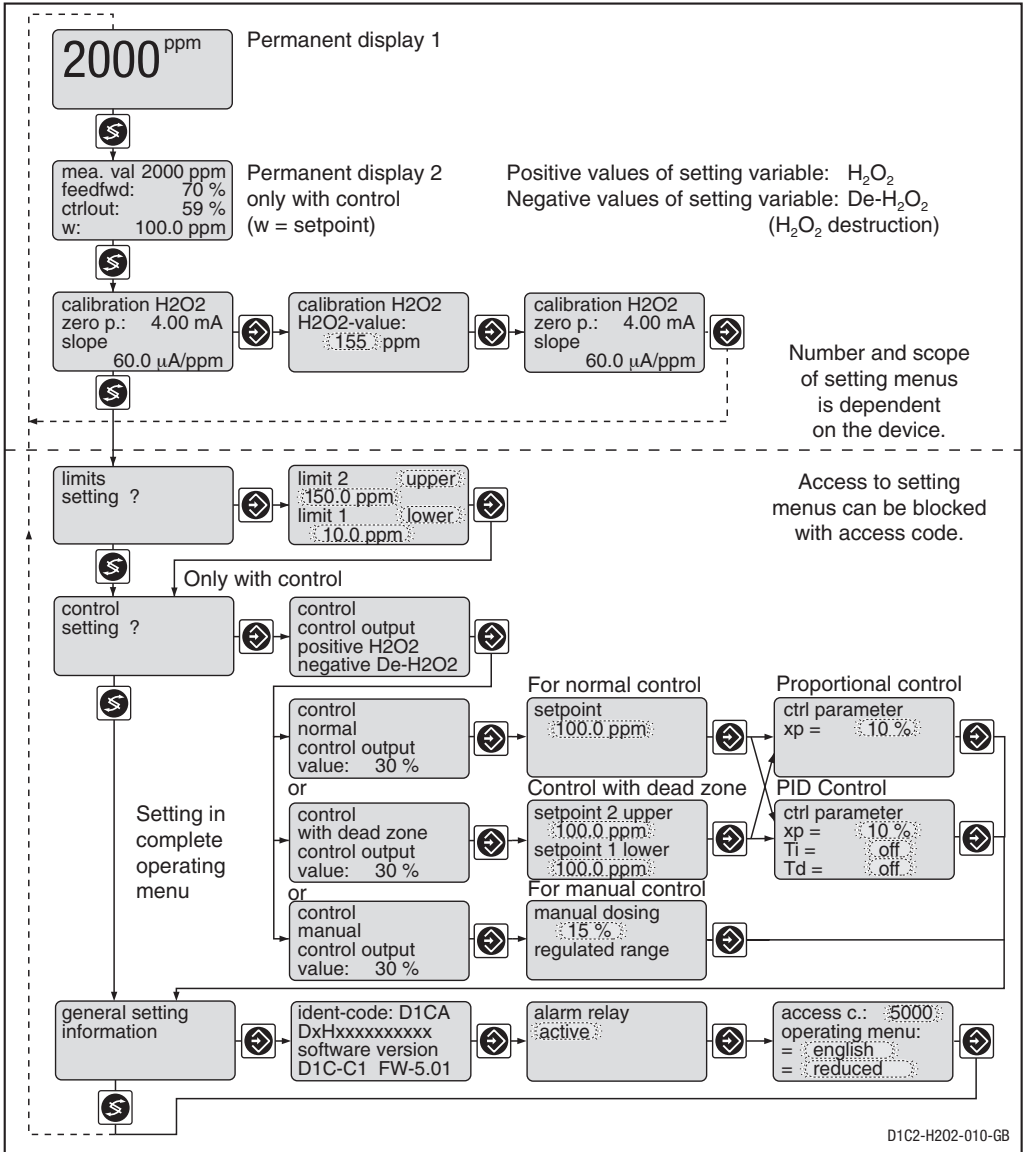 2000 ppm
Permanent display 1
mea. val 2000 ppm
feedfwd: 70 %
ctrlout: 59 %
w: 100.0 ppm
Permanent display 2
only with control
(w = setpoint)
Positive values of setting variable: H₂O₂
Negative values of setting variable: De-H₂O₂
(H₂O₂ destruction)
calibration H2O2
zero p.: 4.00 mA
slope
60.0 µA/ppm
calibration H2O2
H2O2-value:
155 ppm
calibration H2O2
zero p.: 4.00 mA
slope
60.0 µA/ppm
Number and scope
of setting menus
is dependent
on the device.
limits
setting ?
limit 2 upper
150.0 ppm
limit 1 lower
10.0 ppm
Access to setting
menus can be blocked
with access code.
Only with control
control
setting ?
control
control output
positive H2O2
negative De-H2O2
control
normal
control output
value: 30 %
For normal control
setpoint
100.0 ppm
Proportional control
ctrl parameter
xp = 10 %
or
Setting in
complete
operating
menu
control
with dead zone
control output
value: 30 %
Control with dead zone
setpoint 2 upper
100.0 ppm
setpoint 1 lower
100.0 ppm
PID Control
ctrl parameter
xp = 10 %
Ti = off
Td = off
or
control
manual
control output
value: 30 %
For manual control
manual dosing
15 %
regulated range
general setting
information
ident-code: D1CA
DxHxxxxxxxxxx
software version
D1C-C1 FW-5.01
alarm relay
active
access c.: 5000
operating menu:
= english
= reduced
D1C2-H2O2-010-GB